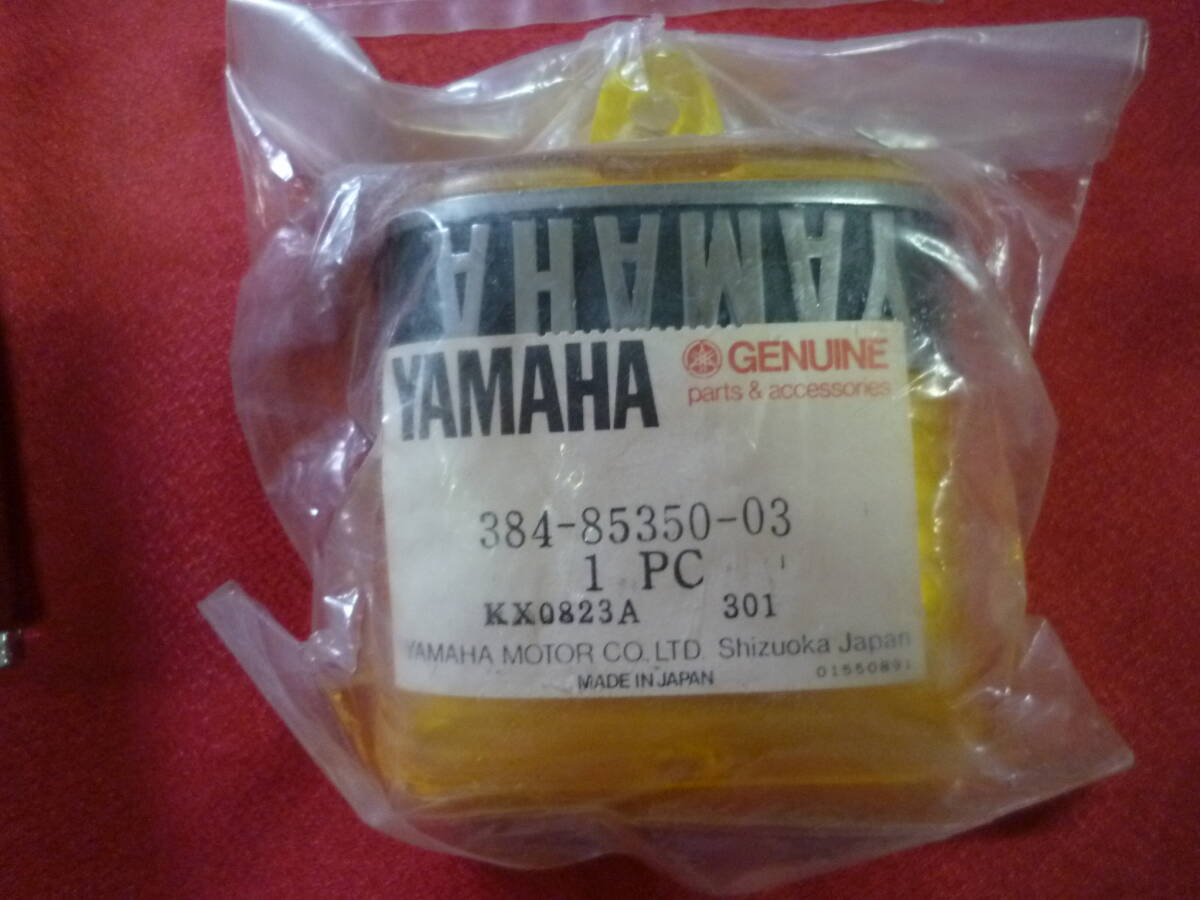 YAMAHA
YAMAHA GENUINE
parts & accessories
384-85350-03
1 PC
KX0823A 301
YAMAHA MOTOR CO., LTD. Shizuoka Japan
MADE IN JAPAN
01550891